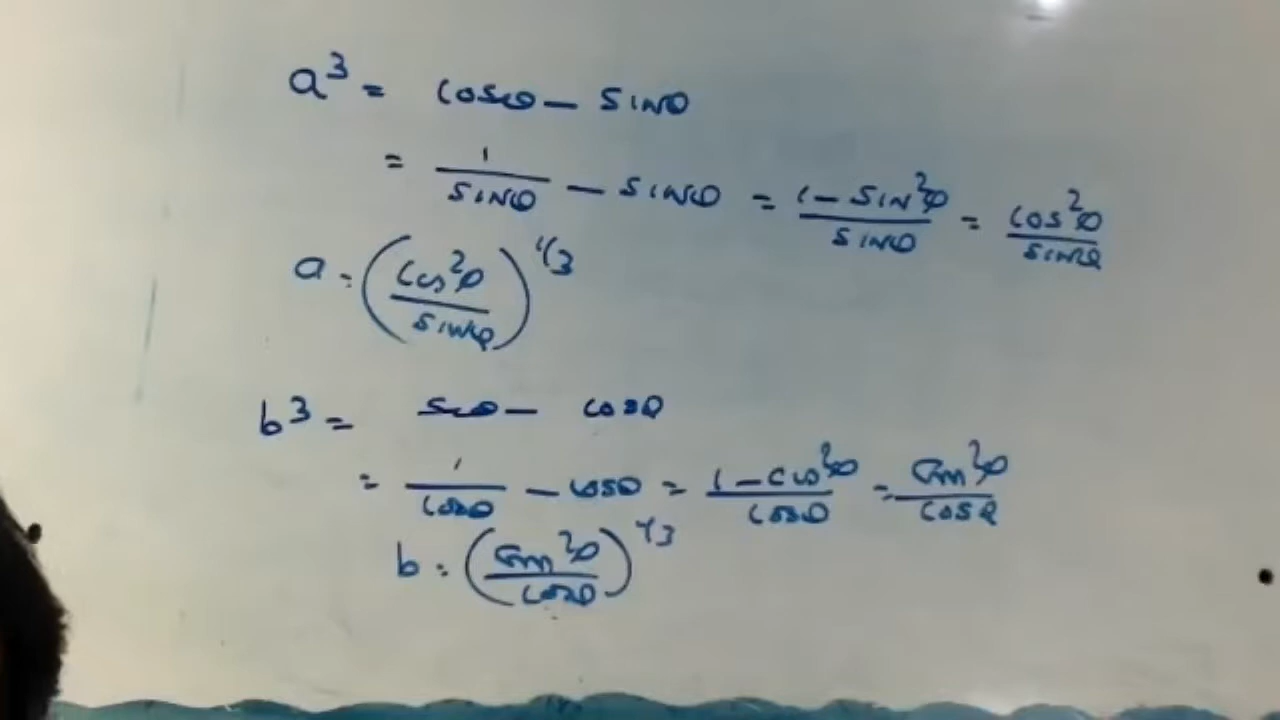 a³ = cosecθ − sinθ
= 1/sinθ − sinθ = (1 − sin²θ)/sinθ = cos²θ/sinθ
a = (cos²θ/sinθ)^1/3
b³ = secθ − cosθ
= 1/cosθ − cosθ = (1 − cos²θ)/cosθ = sin²θ/cosθ
b = (sin²θ/cosθ)^1/3